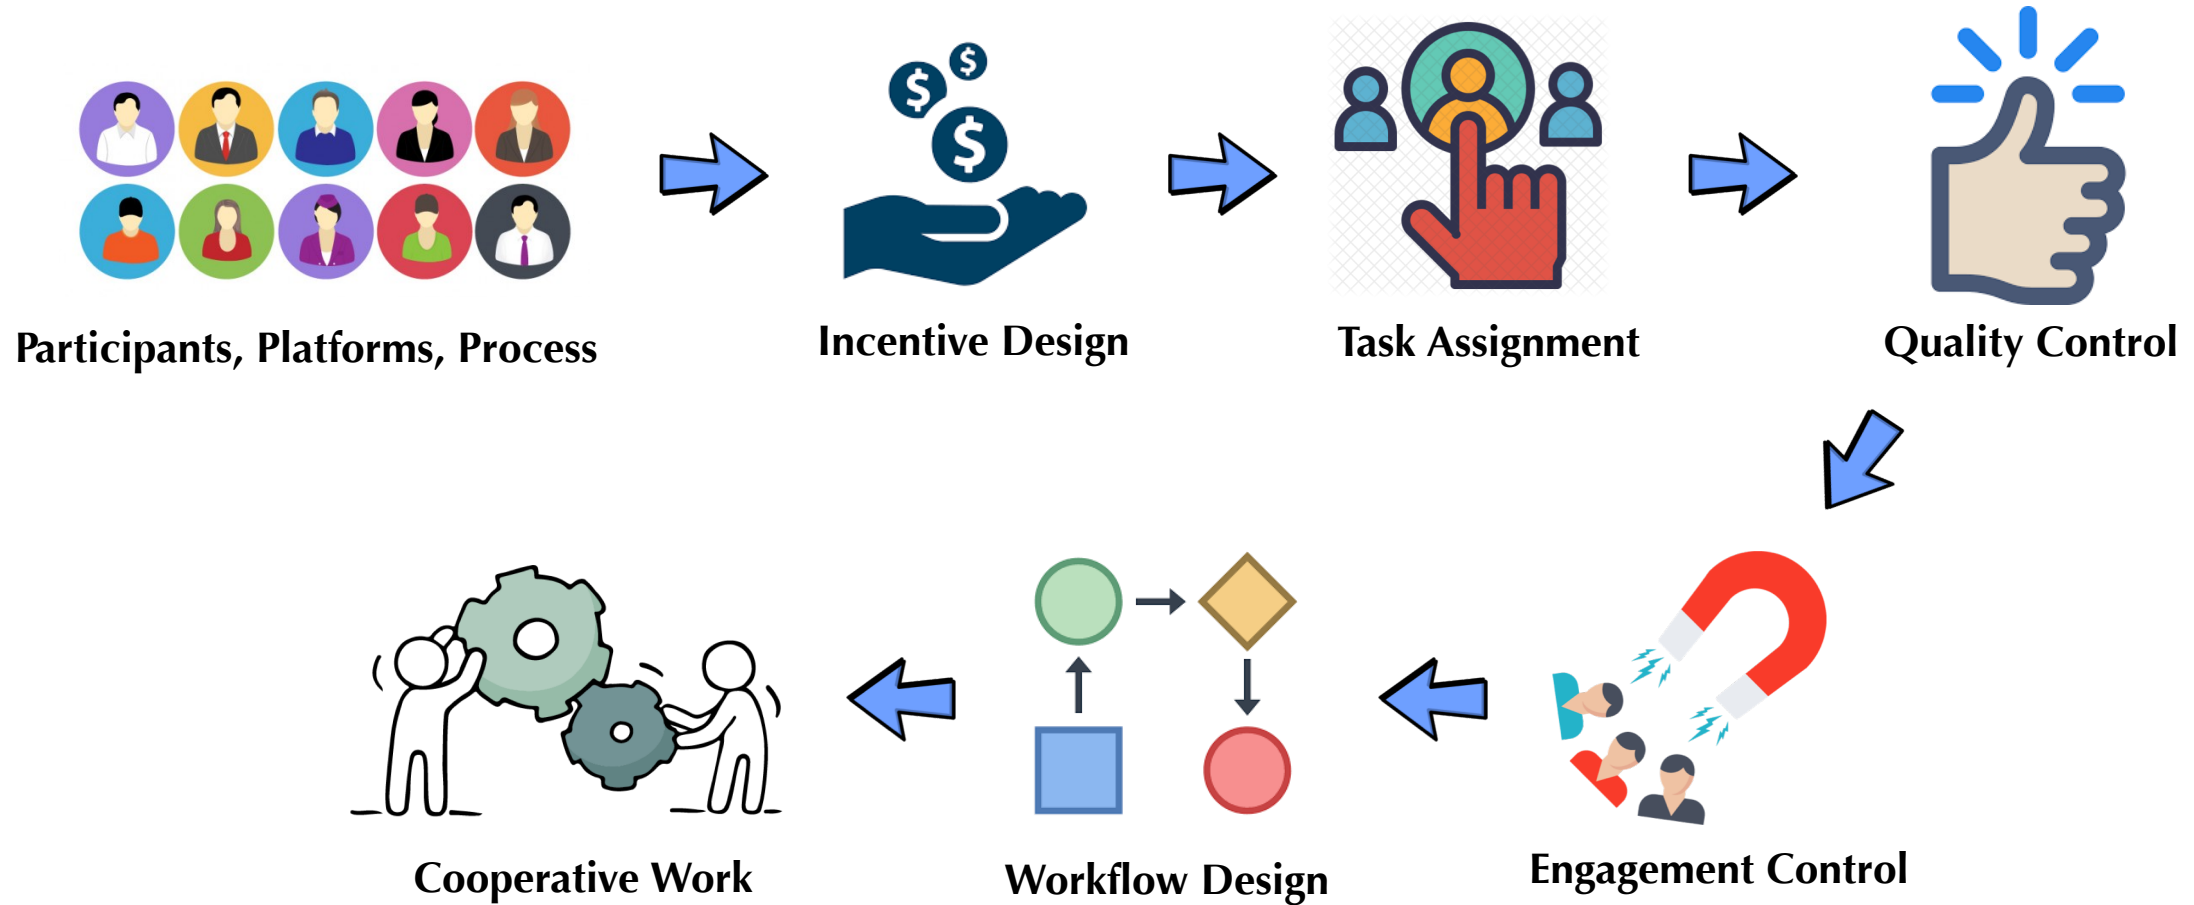 $
$
$
Participants, Platforms, Process
Incentive Design
Task Assignment
Quality Control
Cooperative Work
Workflow Design
Engagement Control